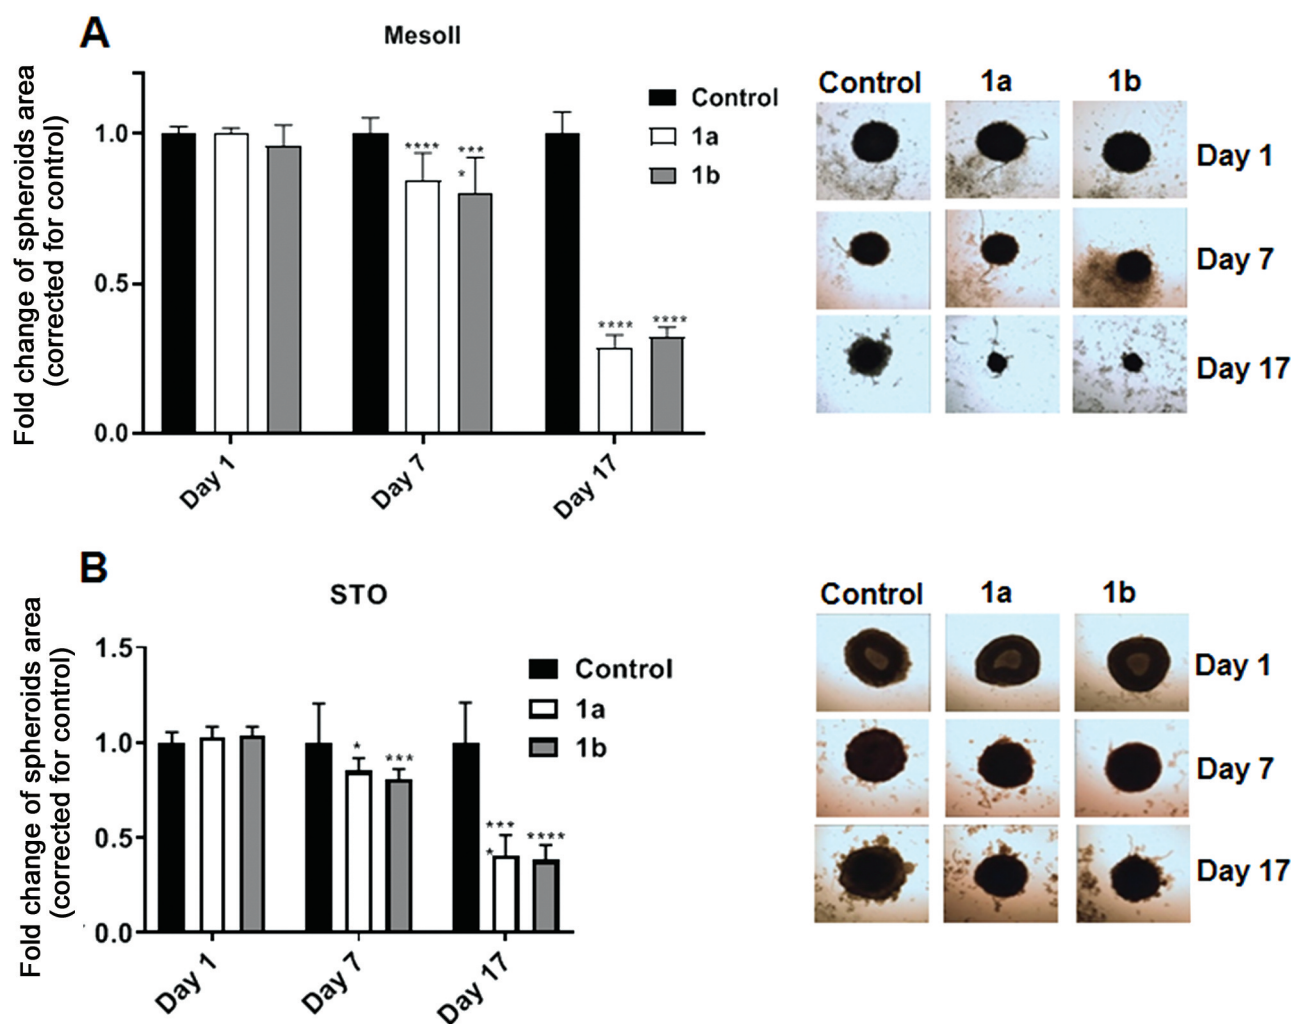 A
MesoII
Fold change of spheroids area
(corrected for control)
1.0
0.5
0.0
****
***
*
****
****
Control
1a
1b
Day 1
Day 7
Day 17
Control 1a 1b
Day 1
Day 7
Day 17
B
STO
Fold change of spheroids area
(corrected for control)
1.5
1.0
0.5
0.0
*
***
***
*
****
Control
1a
1b
Day 1
Day 7
Day 17
Control 1a 1b
Day 1
Day 7
Day 17